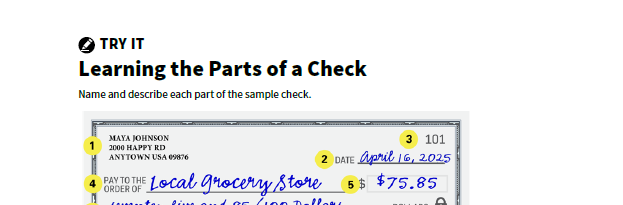 TRY IT
Learning the Parts of a Check
Name and describe each part of the sample check.
1 MAYA JOHNSON
2000 HAPPY RD
ANYTOWN USA 09876
3 101
2 DATE April 16, 2025
4 PAY TO THE ORDER OF Local Grocery Store 5 $ $75.85